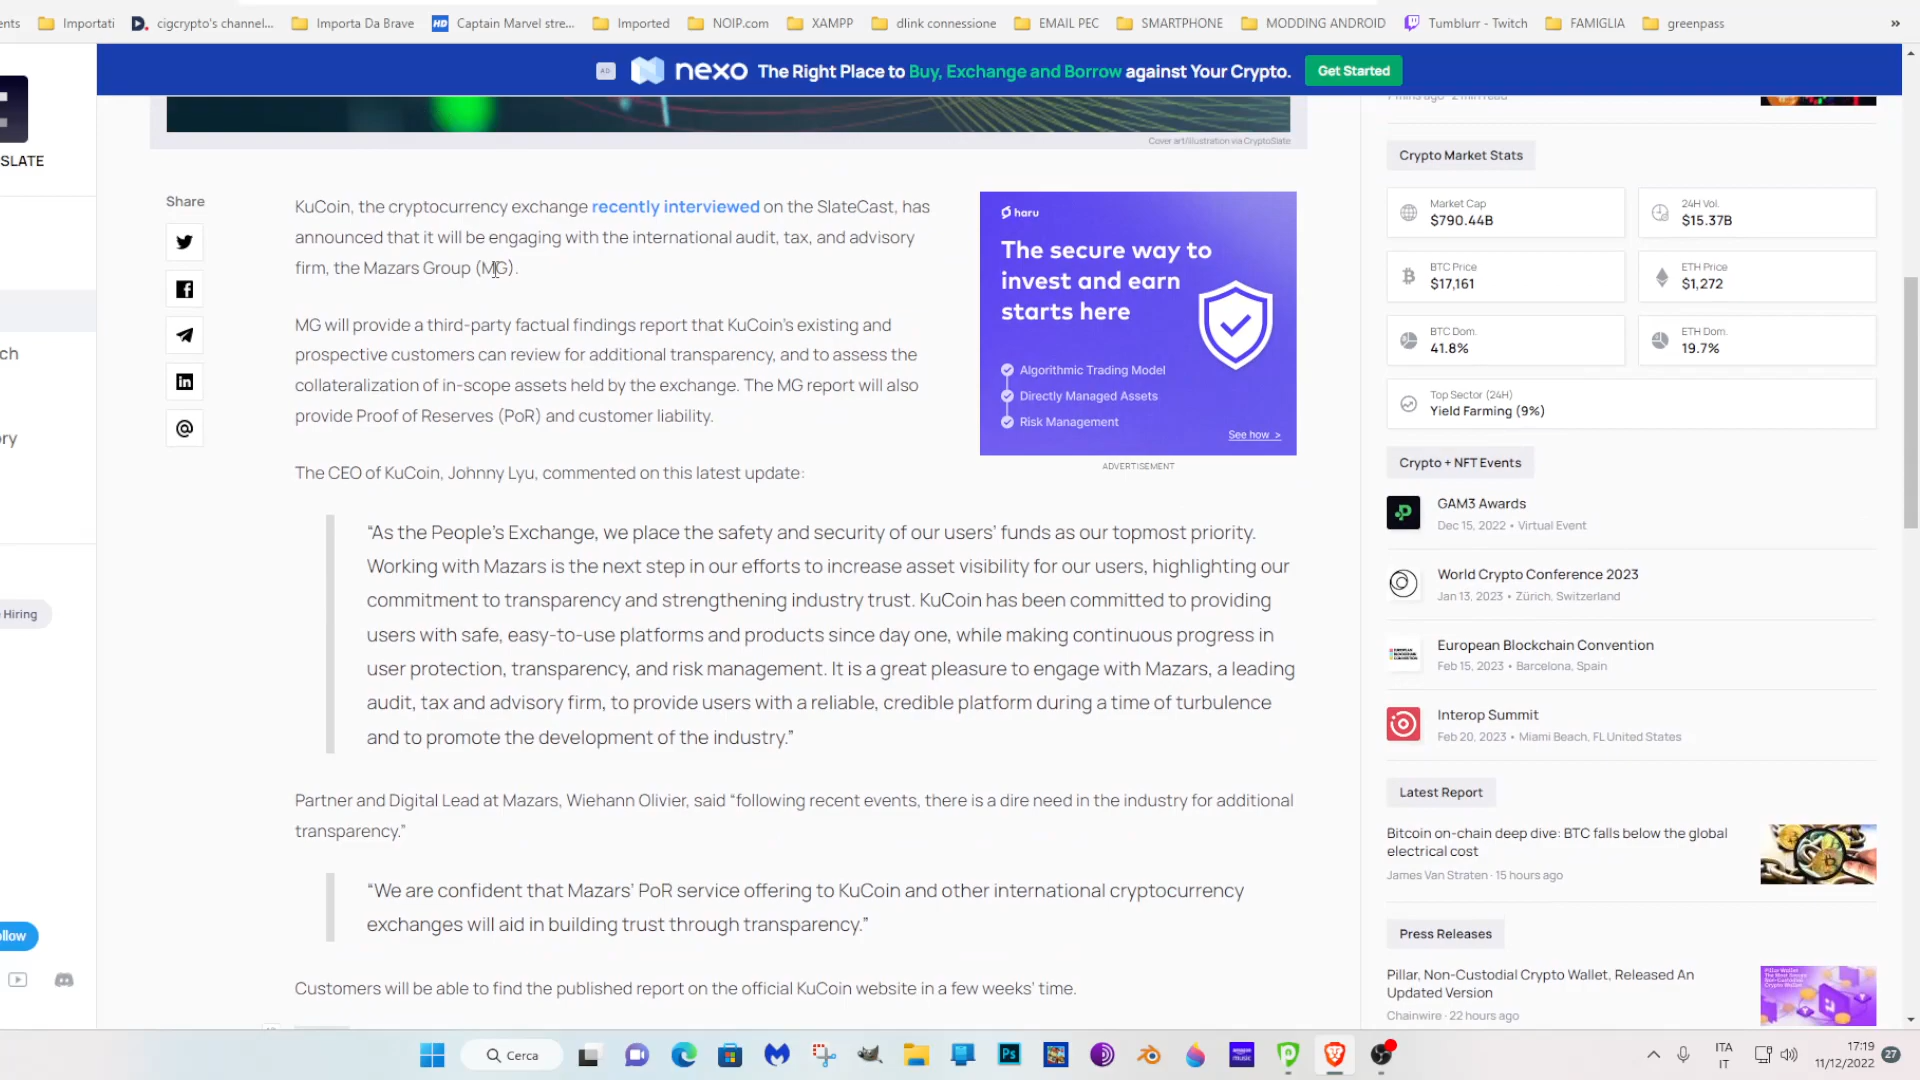 ents
Importati
cigcrypto's channel...
Importa Da Brave
HD Captain Marvel stre...
Imported
NOIP.com
XAMPP
dlink connessione
EMAIL PEC
SMARTPHONE
MODDING ANDROID
Tumblurr - Twitch
FAMIGLIA
greenpass
»
AD nexo The Right Place to Buy, Exchange and Borrow against Your Crypto. Get Started
Cover art/illustration via CryptoSlate
SLATE
ch
ory
e Hiring
ollow
Share
KuCoin, the cryptocurrency exchange recently interviewed on the SlateCast, has
announced that it will be engaging with the international audit, tax, and advisory
firm, the Mazars Group (MG).
MG will provide a third-party factual findings report that KuCoin's existing and
prospective customers can review for additional transparency, and to assess the
collateralization of in-scope assets held by the exchange. The MG report will also
provide Proof of Reserves (PoR) and customer liability.
The CEO of KuCoin, Johnny Lyu, commented on this latest update:
“As the People’s Exchange, we place the safety and security of our users’ funds as our topmost priority.
Working with Mazars is the next step in our efforts to increase asset visibility for our users, highlighting our
commitment to transparency and strengthening industry trust. KuCoin has been committed to providing
users with safe, easy-to-use platforms and products since day one, while making continuous progress in
user protection, transparency, and risk management. It is a great pleasure to engage with Mazars, a leading
audit, tax and advisory firm, to provide users with a reliable, credible platform during a time of turbulence
and to promote the development of the industry.”
Partner and Digital Lead at Mazars, Wiehann Olivier, said “following recent events, there is a dire need in the industry for additional
transparency.”
“We are confident that Mazars’ PoR service offering to KuCoin and other international cryptocurrency
exchanges will aid in building trust through transparency.”
Customers will be able to find the published report on the official KuCoin website in a few weeks’ time.
haru
The secure way to
invest and earn
starts here
Algorithmic Trading Model
Directly Managed Assets
Risk Management
See how >
ADVERTISEMENT
2 min read
Crypto Market Stats
Market Cap
$790.44B
24H Vol.
$15.37B
BTC Price
$17,161
ETH Price
$1,272
BTC Dom.
41.8%
ETH Dom.
19.7%
Top Sector (24H)
Yield Farming (9%)
Crypto + NFT Events
GAM3 Awards
Dec 15, 2022 • Virtual Event
World Crypto Conference 2023
Jan 13, 2023 • Zürich, Switzerland
European Blockchain Convention
Feb 15, 2023 • Barcelona, Spain
Interop Summit
Feb 20, 2023 • Miami Beach, FL United States
Latest Report
Bitcoin on-chain deep dive: BTC falls below the global
electrical cost
James Van Straten · 15 hours ago
Press Releases
Pillar, Non-Custodial Crypto Wallet, Released An
Updated Version
Chainwire · 22 hours ago
Cerca
Ps
amazon music
ITA
IT
17:19
11/12/2022
27